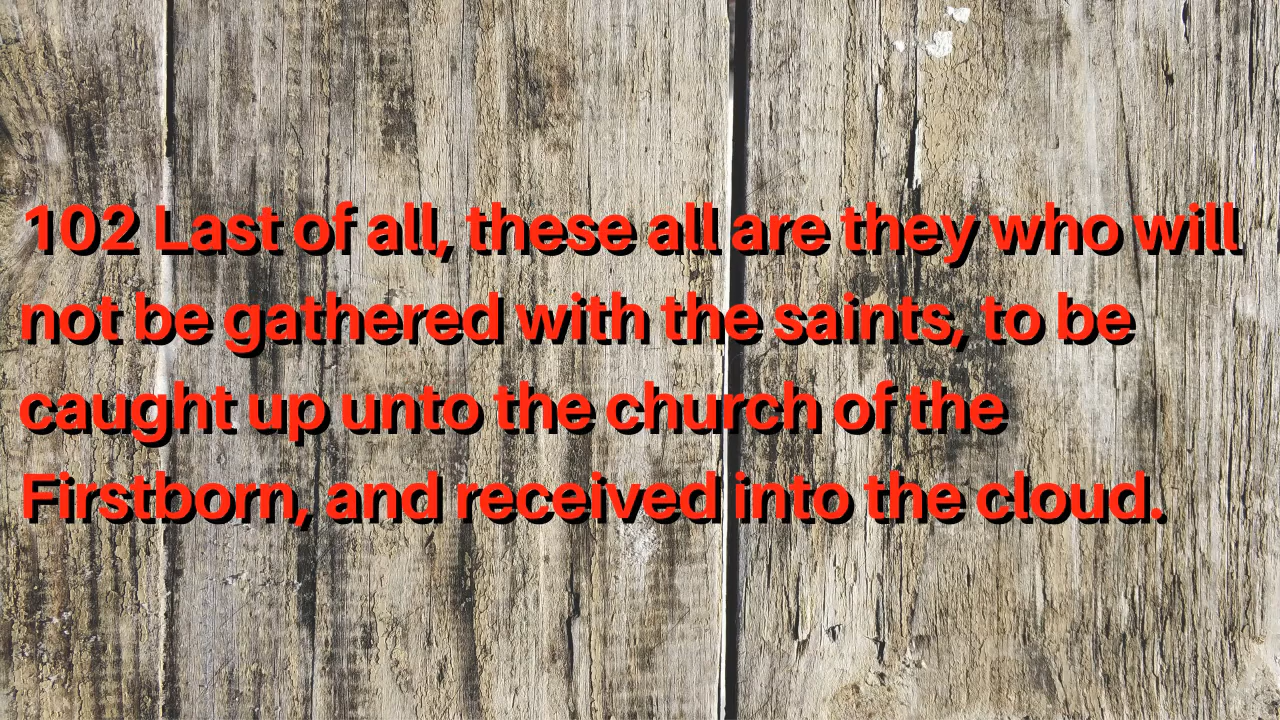 102 Last of all, these all are they who will
not be gathered with the saints, to be
caught up unto the church of the
Firstborn, and received into the cloud.